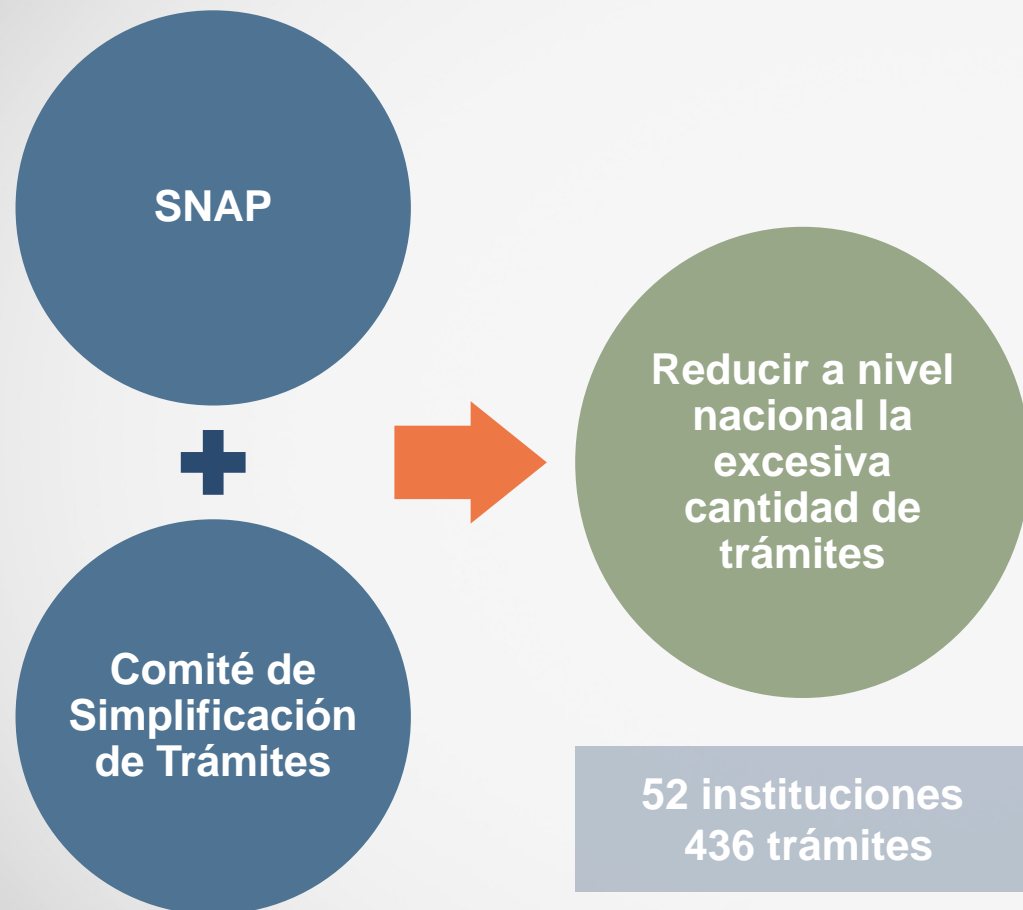 SNAP
Comité de
Simplificación
de Trámites
Reducir a nivel
nacional la
excesiva
cantidad de
trámites
52 instituciones
436 trámites